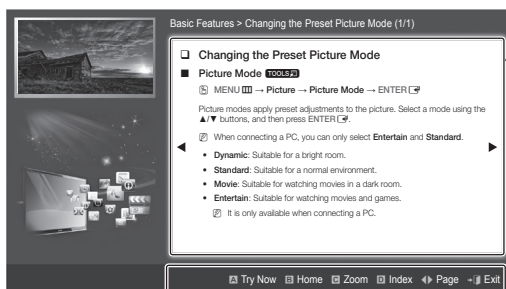 Basic Features > Changing the Preset Picture Mode (1/1)
❑ Changing the Preset Picture Mode
■ Picture Mode TOOLS
MENU → Picture → Picture Mode → ENTER
Picture modes apply preset adjustments to the picture. Select a mode using the
▲/▼ buttons, and then press ENTER.
When connecting a PC, you can only select Entertain and Standard.
• Dynamic: Suitable for a bright room.
• Standard: Suitable for a normal environment.
• Movie: Suitable for watching movies in a dark room.
• Entertain: Suitable for watching movies and games.
It is only available when connecting a PC.
◀ ▶
A Try Now B Home C Zoom D Index ◀▶ Page Exit